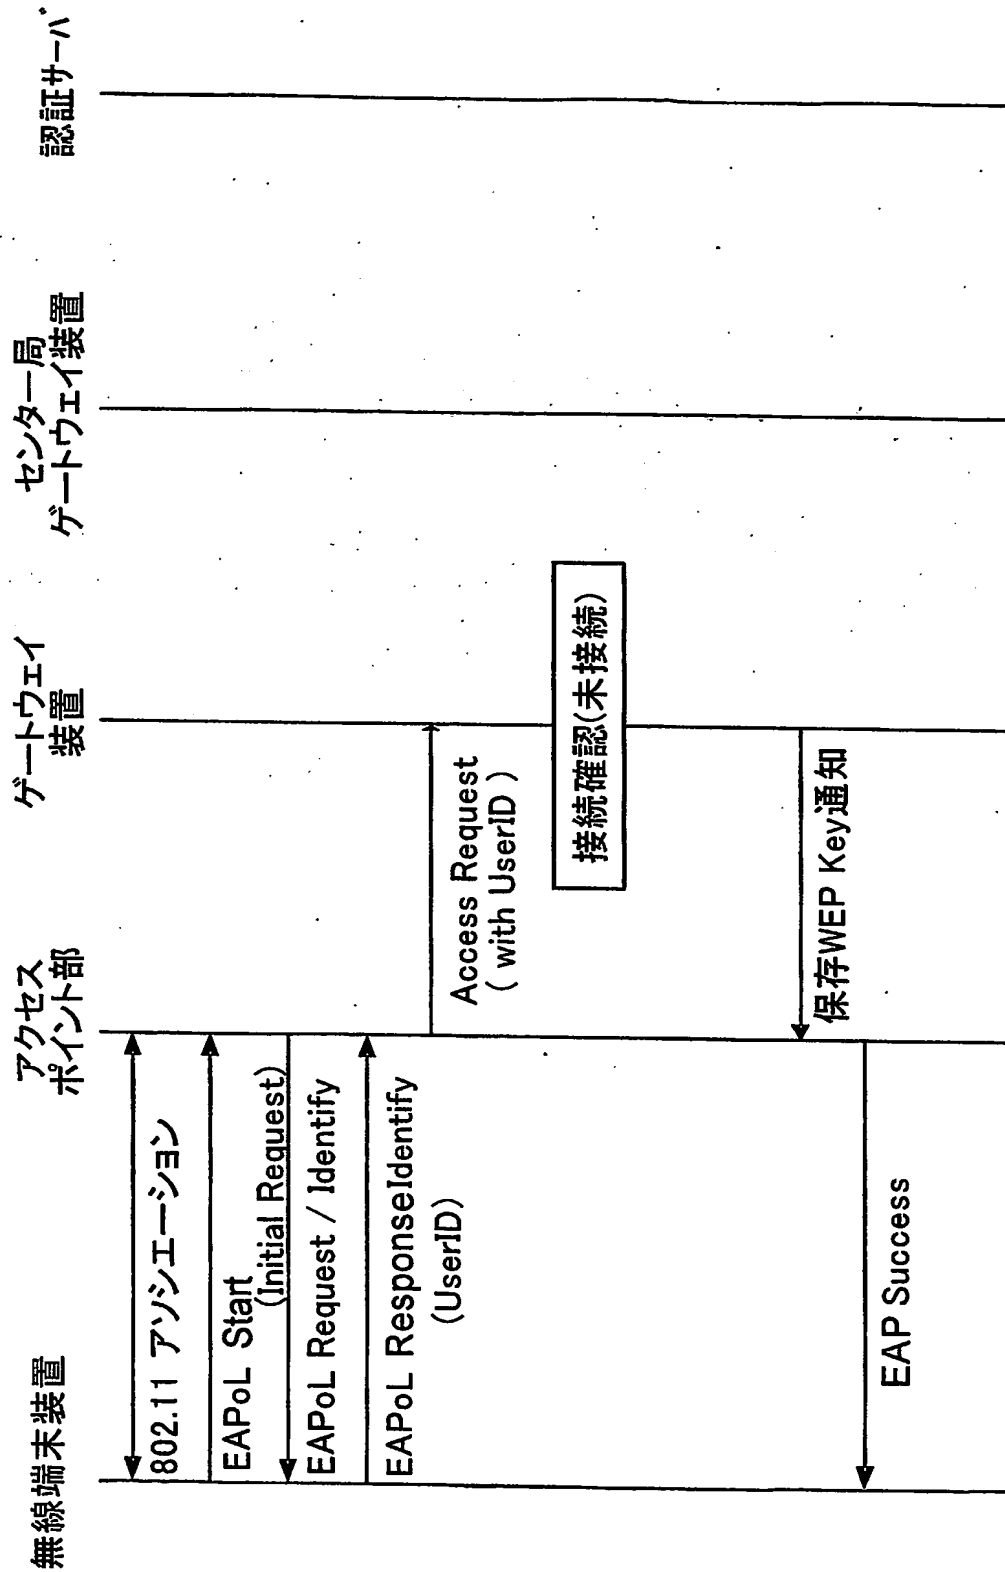 無線端末装置
アクセス
ポイント部
ゲートウェイ
装置
センター局
ゲートウェイ装置
認証サーバ
802.11 アソシエーション
EAPoL Start
(Initial Request)
EAPoL Request / Identify
EAPoL ResponseIdentify
(UserID)
Access Request
( with UserID )
接続確認(未接続)
保存WEP Key通知
EAP Success